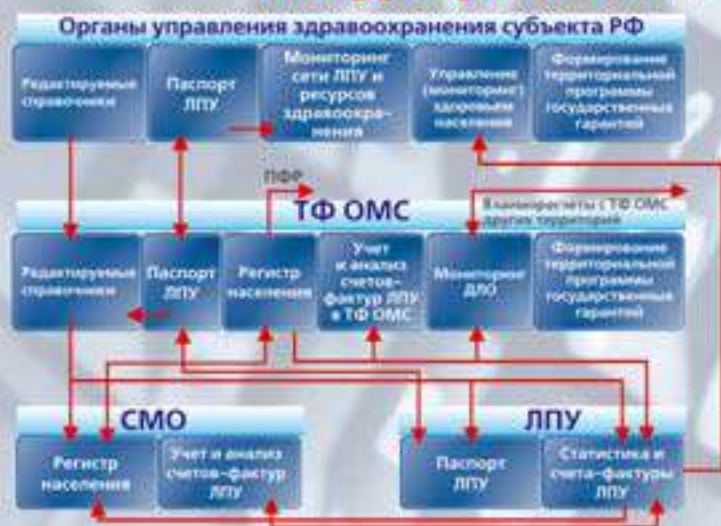 Органы управления здравоохранения субъекта РФ
Редактируемые
справочники
Паспорт
ЛПУ
Мониторинг
сети ЛПУ и
ресурсов
здравоохра-
нения
Управление
(мониторинг)
здоровьем
населения
Формирование
территориальной
программы
государственных
гарантий
ПФР
Взаиморасчеты с ТФ ОМС
других территорий
ТФ ОМС
Редактируемые
справочники
Паспорт
ЛПУ
Регистр
населения
Учет
и анализ
счетов-
фактур ЛПУ
в ТФ ОМС
Мониторинг
ДЛО
Формирование
территориальной
программы
государственных
гарантий
СМО
Регистр
населения
Учет и анализ
счетов-фактур
ЛПУ
ЛПУ
Паспорт
ЛПУ
Статистика и
счета-фактуры
ЛПУ